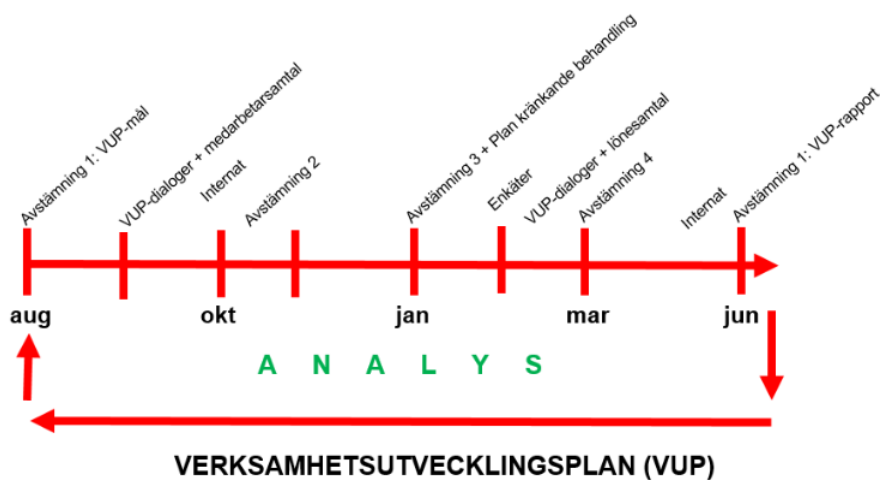 Avstämning 1: VUP-mål
VUP-dialoger + medarbetarsamtal
Internat
Avstämning 2
Avstämning 3 + Plan kränkande behandling
Enkäter
VUP-dialoger + lönesamtal
Avstämning 4
Internat
Avstämning 1: VUP-rapport
aug
okt
jan
mar
jun
A N A L Y S
VERKSAMHETSUTVECKLINGSPLAN (VUP)